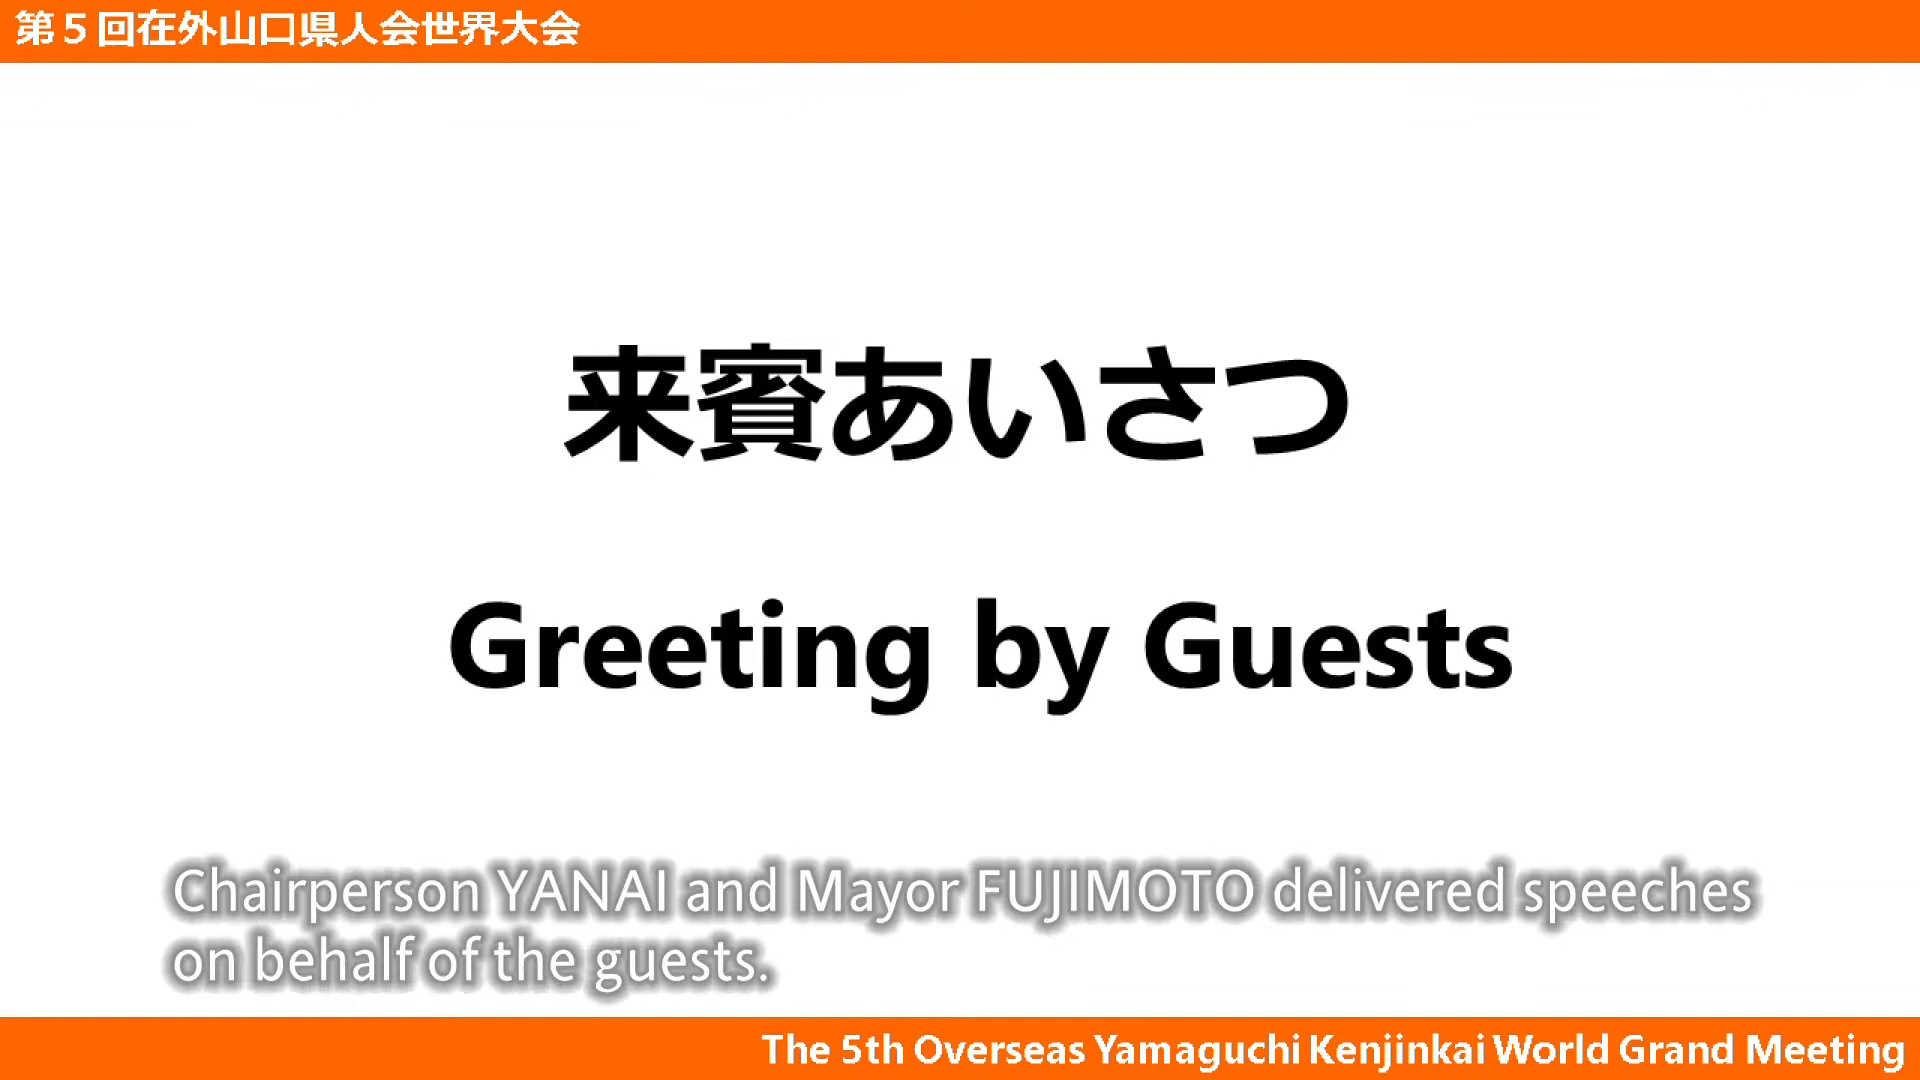 第５回在外山口県人会世界大会
来賓あいさつ
Greeting by Guests
Chairperson YANAI and Mayor FUJIMOTO delivered speeches
on behalf of the guests.
The 5th Overseas Yamaguchi Kenjinkai World Grand Meeting